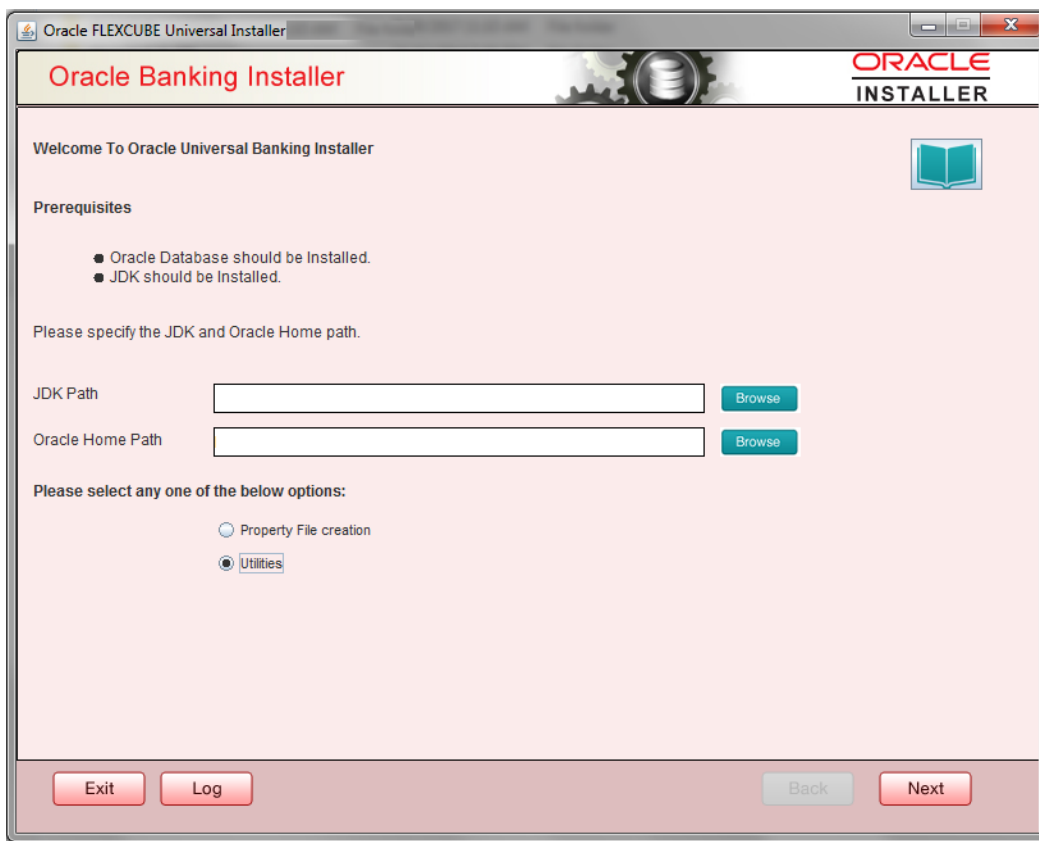 Oracle FLEXCUBE Universal Installer
Oracle Banking Installer
ORACLE
INSTALLER
Welcome To Oracle Universal Banking Installer
Prerequisites
Oracle Database should be Installed.
JDK should be Installed.
Please specify the JDK and Oracle Home path.
JDK Path
Browse
Oracle Home Path
Browse
Please select any one of the below options:
Property File creation
Utilities
Exit
Log
Back
Next